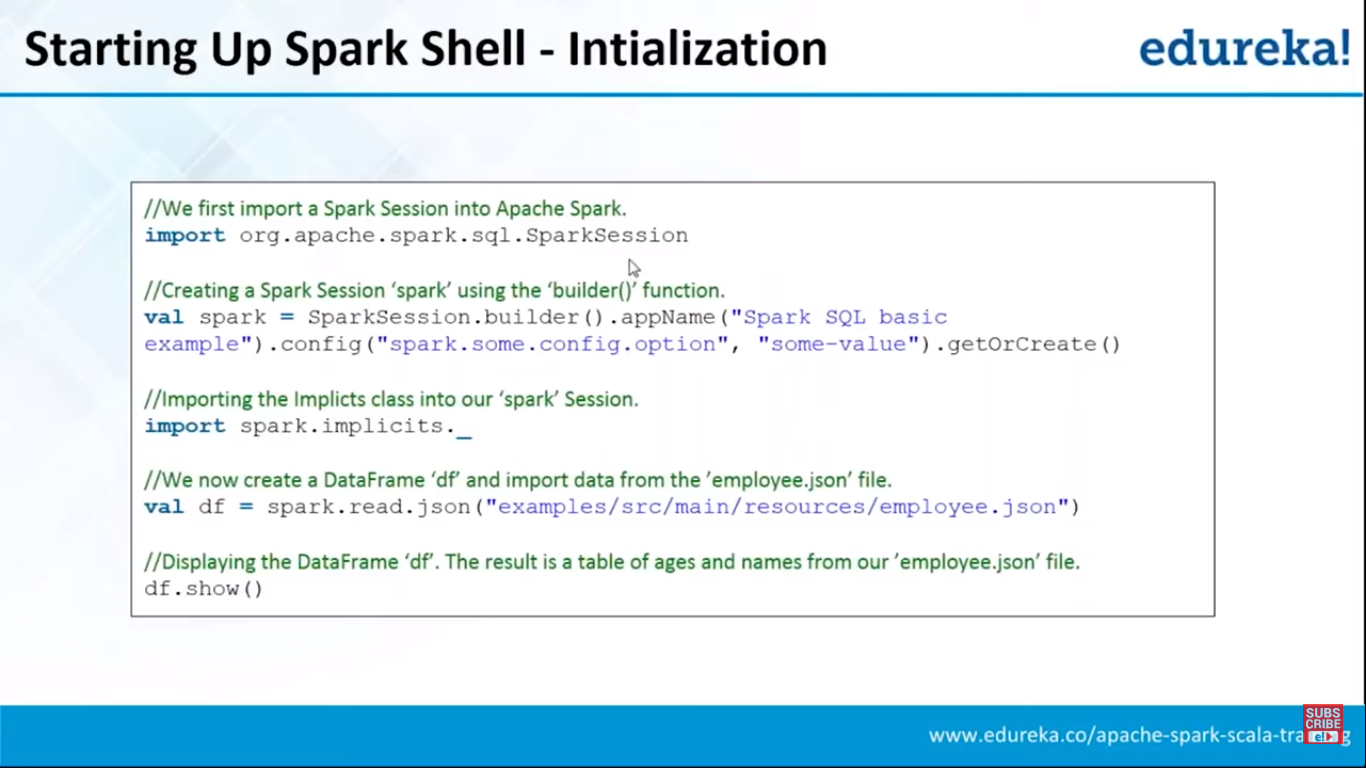 Starting Up Spark Shell - Intialization
edureka!
//We first import a Spark Session into Apache Spark.
import org.apache.spark.sql.SparkSession
//Creating a Spark Session ‘spark’ using the ‘builder()’ function.
val spark = SparkSession.builder().appName("Spark SQL basic
example").config("spark.some.config.option", "some-value").getOrCreate()
//Importing the Implicts class into our ‘spark’ Session.
import spark.implicits._
//We now create a DataFrame ‘df’ and import data from the ’employee.json’ file.
val df = spark.read.json("examples/src/main/resources/employee.json")
//Displaying the DataFrame ‘df’. The result is a table of ages and names from our ’employee.json’ file.
df.show()
SUBS
CRIBE
e!
www.edureka.co/apache-spark-scala-tra g